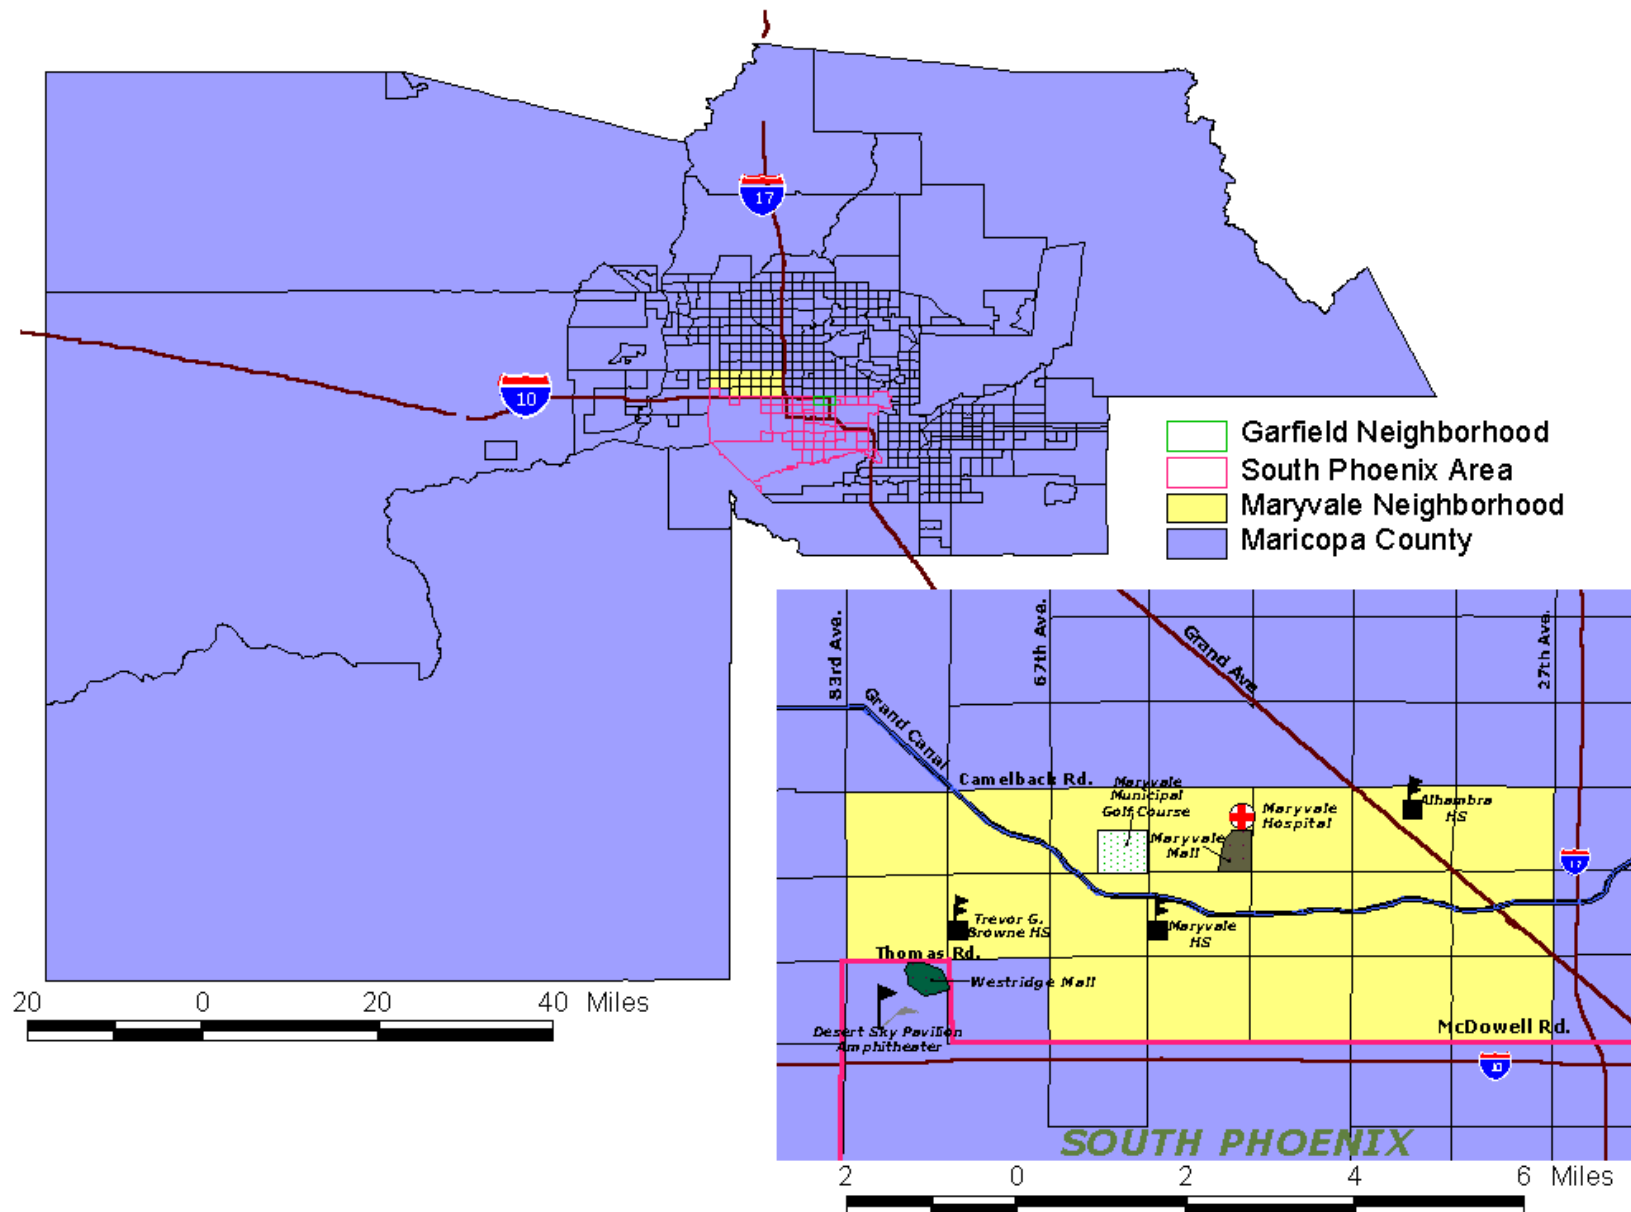 17
10
Garfield Neighborhood
South Phoenix Area
Maryvale Neighborhood
Maricopa County
20 0 20 40 Miles
83rd Ave.
67th Ave.
Grand Ave
27th Ave.
Grand Canal
Camelback Rd.
Maryvale
Municipal
Golf Course
Maryvale
Hospital
Alhambra
HS
Maryvale
Mall
17
Trevor G.
Browne HS
Maryvale
HS
Thomas Rd.
Westridge Mall
Desert Sky Pavilion
Amphitheater
McDowell Rd.
10
SOUTH PHOENIX
2 0 2 4 6 Miles